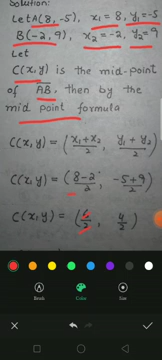 Solution:
Let A(8, -5), x₁ = 8, y₁ = -5
B(-2, 9), x₂ = -2, y₂ = 9
Let
C(x, y) is the mid-point
of AB, then by the
mid point formula
C(x, y) = (x₁+x₂/2, y₁+y₂/2)
C(x, y) = (8-2/2, -5+9/2)
C(x, y) = (6/2, 4/2)
Brush
Color
Size